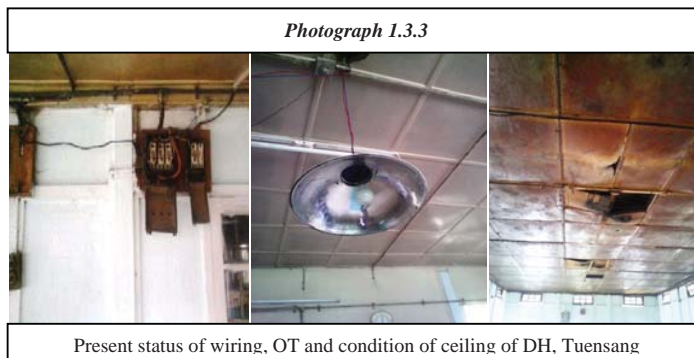 Photograph 1.3.3
Present status of wiring, OT and condition of ceiling of DH, Tuensang